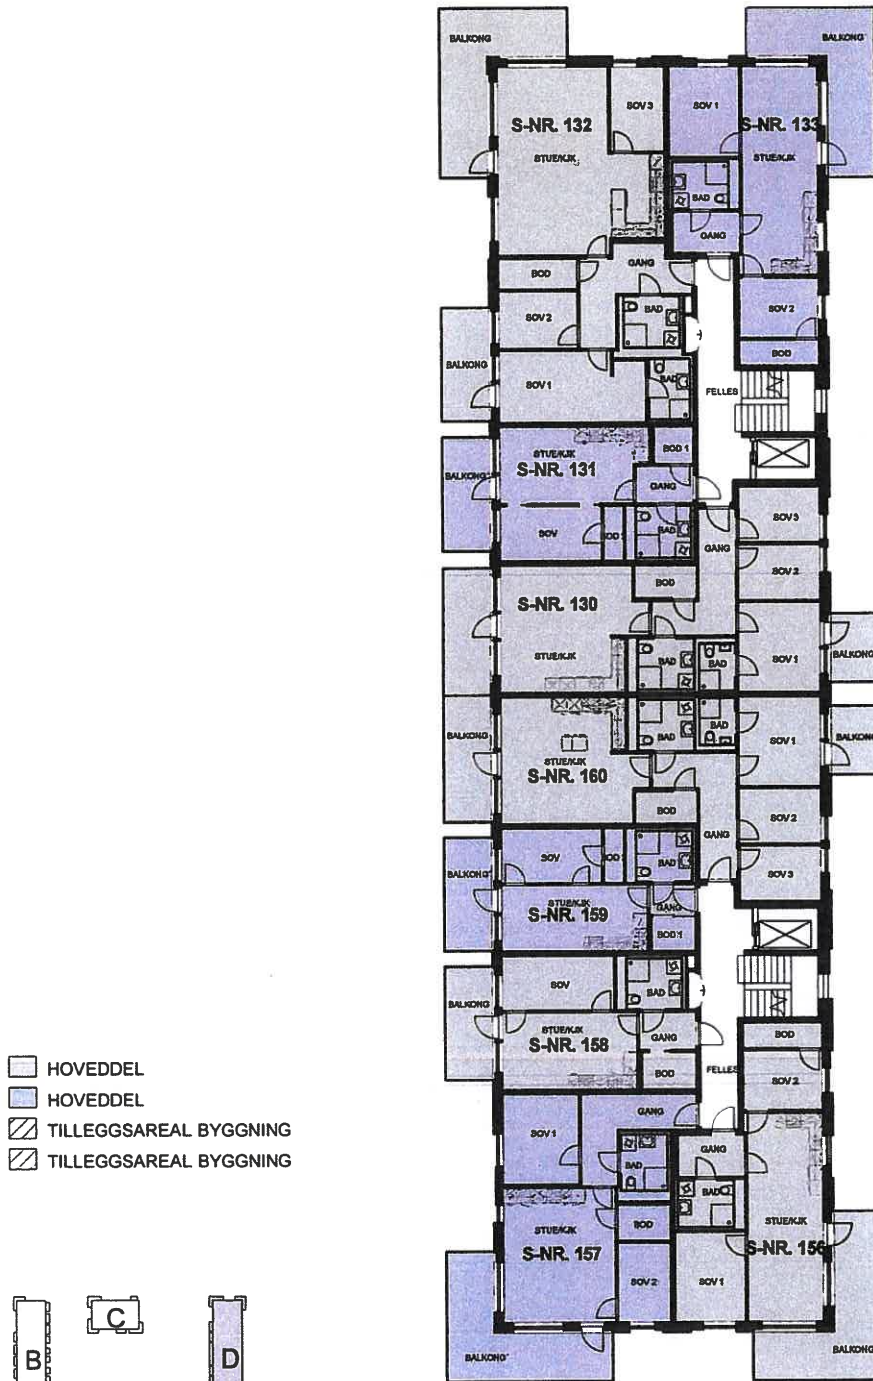 BALKONG
BALKONG
SOV 3
SOV 1
S-NR. 132
S-NR. 133
STUE/KJK
STUE/KJK
BAD
GANG
GANG
BOD
SOV 2
BAD
SOV 2
BOD
BALKONG
SOV 1
BAD
FELLES
STUE/KJK
BOD 1
S-NR. 131
BALKONG
GANG
SOV 3
SOV
BAD
GANG
SOV 2
BOD
S-NR. 130
STUE/KJK
BAD
BAD
SOV 1
BALKONG
BALKONG
BAD
BAD
SOV 1
BALKONG
STUE/KJK
S-NR. 160
BOD
SOV 2
GANG
SOV
BAD
BALKONG
SOV 3
STUE/KJK
GANG
S-NR. 159
BOD 1
BALKONG
SOV
BAD
STUE/KJK
GANG
BOD
S-NR. 158
BOD
FELLES
SOV 2
HOVEDDEL
HOVEDDEL
TILLEGGSAREAL BYGGNING
TILLEGGSAREAL BYGGNING
GANG
SOV 1
GANG
BAD
BAD
STUE/KJK
BOD
STUE/KJK
S-NR. 157
S-NR. 156
SOV 2
SOV 1
BALKONG
BALKONG
B
C
D